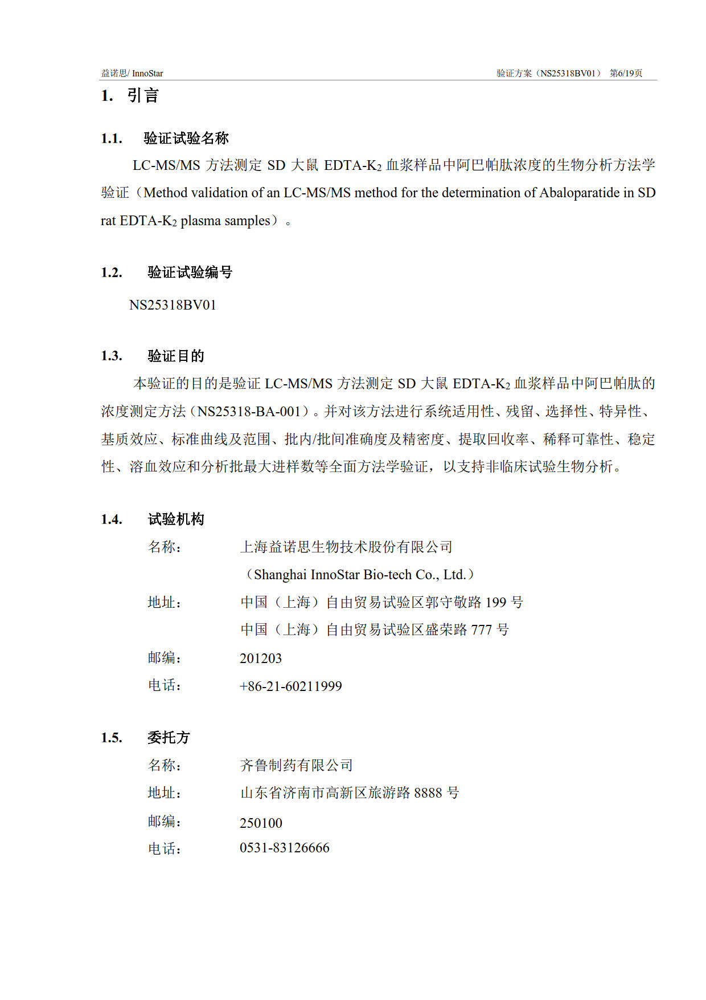 益诺思/ InnoStar 验证方案（NS25318BV01） 第6/19页
1. 引言
1.1. 验证试验名称
LC-MS/MS 方法测定 SD 大鼠 EDTA-K2 血浆样品中阿巴帕肽浓度的生物分析方法学
验证（Method validation of an LC-MS/MS method for the determination of Abaloparatide in SD
rat EDTA-K2 plasma samples）。
1.2. 验证试验编号
NS25318BV01
1.3. 验证目的
本验证的目的是验证 LC-MS/MS 方法测定 SD 大鼠 EDTA-K2 血浆样品中阿巴帕肽的
浓度测定方法（NS25318-BA-001）。并对该方法进行系统适用性、残留、选择性、特异性、
基质效应、标准曲线及范围、批内/批间准确度及精密度、提取回收率、稀释可靠性、稳定
性、溶血效应和分析批最大进样数等全面方法学验证，以支持非临床试验生物分析。
1.4. 试验机构
名称： 上海益诺思生物技术股份有限公司
（Shanghai InnoStar Bio-tech Co., Ltd.）
地址： 中国（上海）自由贸易试验区郭守敬路 199 号
中国（上海）自由贸易试验区盛荣路 777 号
邮编： 201203
电话： +86-21-60211999
1.5. 委托方
名称： 齐鲁制药有限公司
地址： 山东省济南市高新区旅游路 8888 号
邮编： 250100
电话： 0531-83126666